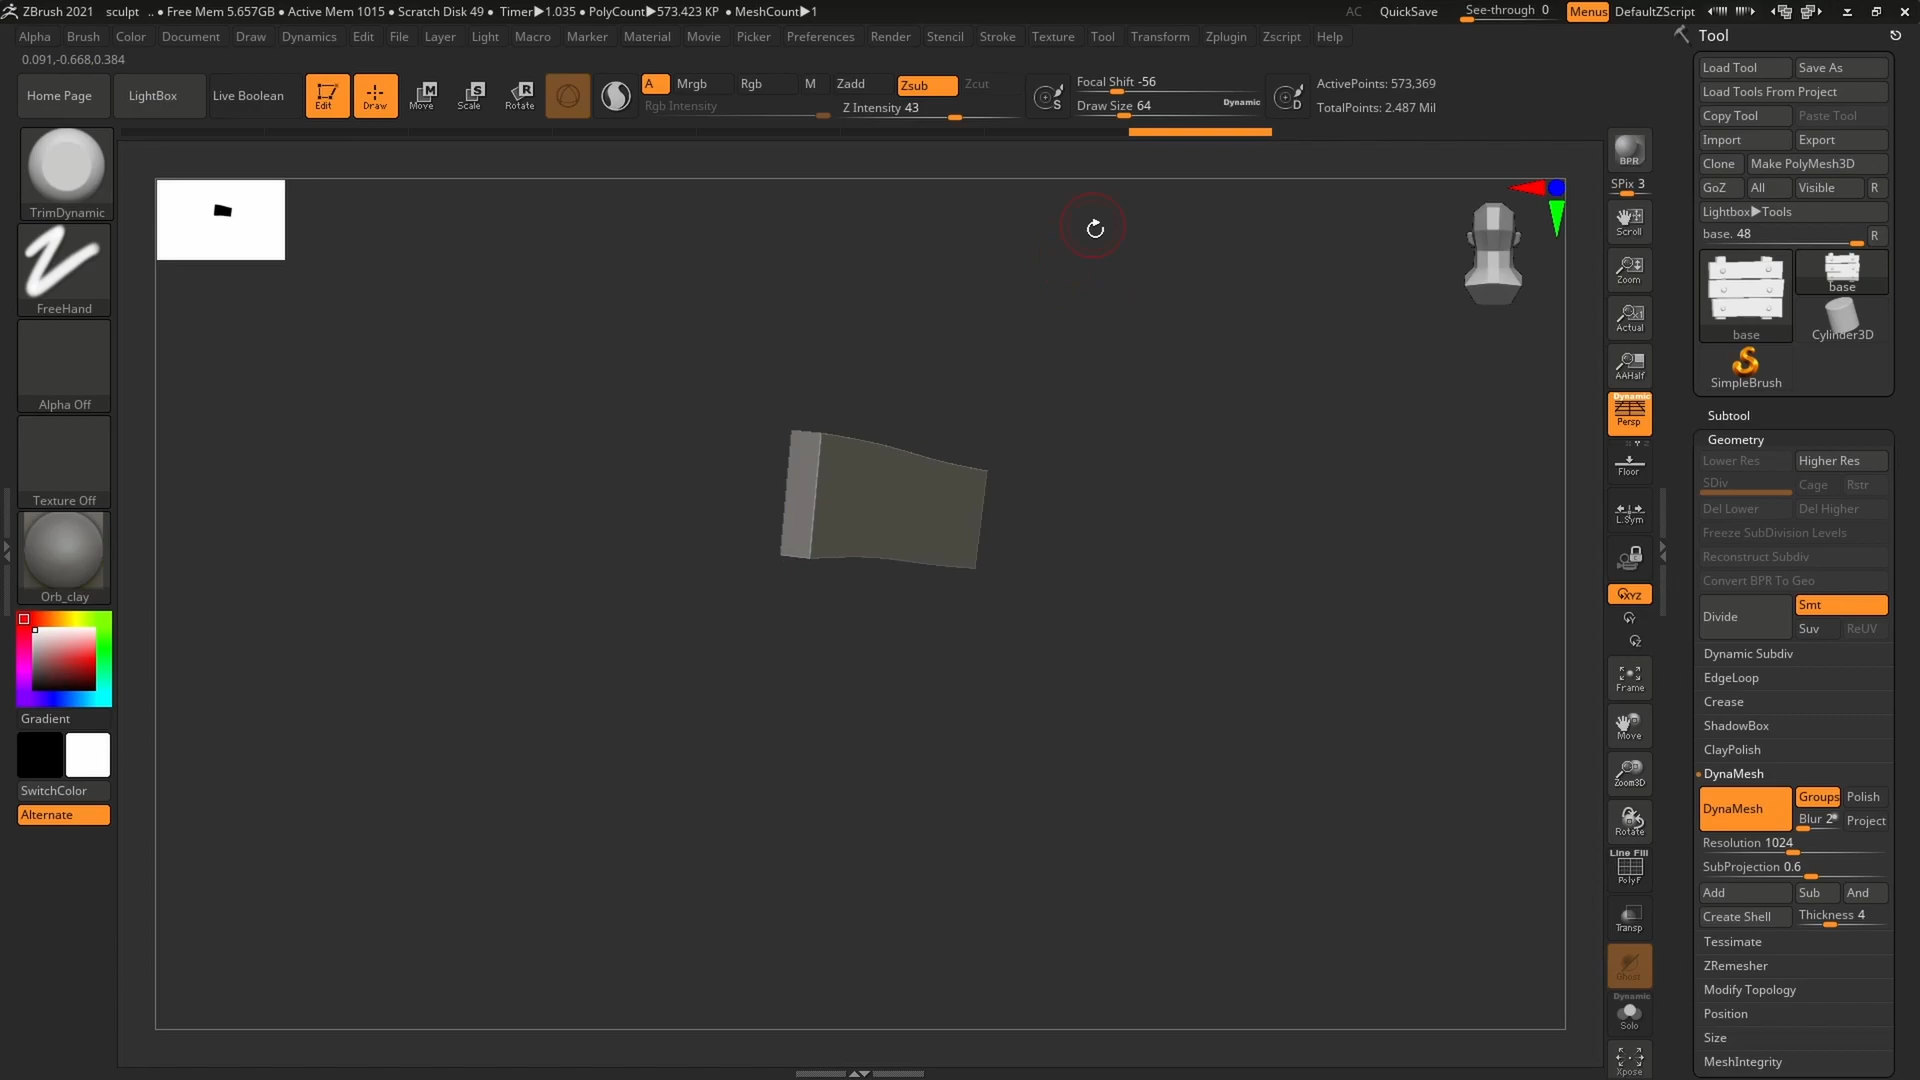 ZBrush 2021 sculpt .. • Free Mem 5.657GB • Active Mem 1015 • Scratch Disk 49 • Timer▶1.035 • PolyCount▶573.423 KP • MeshCount▶1 AC QuickSave See-through 0 Menus DefaultZScript
Alpha Brush Color Document Draw Dynamics Edit File Layer Light Macro Marker Material Movie Picker Preferences Render Stencil Stroke Texture Tool Transform Zplugin Zscript Help
0.091,-0.668,0.384
Home Page LightBox Live Boolean Edit Draw Move Scale Rotate
A Mrgb Rgb M Zadd Zsub Zcut
Rgb Intensity Z Intensity 43
Focal Shift -56
Draw Size 64 Dynamic
ActivePoints: 573,369
TotalPoints: 2.487 Mil
TrimDynamic
FreeHand
Alpha Off
Texture Off
Orb_clay
Gradient
SwitchColor
Alternate
BPR
SPix 3
Scroll
Zoom
Actual
AAHalf
Dynamic
Persp
Floor
L.Sym
XYZ
Y
Z
Frame
Move
Zoom3D
Rotate
Line Fill
PolyF
Transp
Ghost
Dynamic
Solo
Xpose
Tool
Load Tool Save As
Load Tools From Project
Copy Tool Paste Tool
Import Export
Clone Make PolyMesh3D
GoZ All Visible R
Lightbox▶Tools
base. 48 R
base base
Cylinder3D
SimpleBrush
Subtool
Geometry
Lower Res Higher Res
SDiv Cage Rstr
Del Lower Del Higher
Freeze SubDivision Levels
Reconstruct Subdiv
Convert BPR To Geo
Divide Smt
Suv ReUV
Dynamic Subdiv
EdgeLoop
Crease
ShadowBox
ClayPolish
DynaMesh
DynaMesh Groups Polish
Blur 2 Project
Resolution 1024
SubProjection 0.6
Add Sub And
Create Shell Thickness 4
Tessimate
ZRemesher
Modify Topology
Position
Size
MeshIntegrity